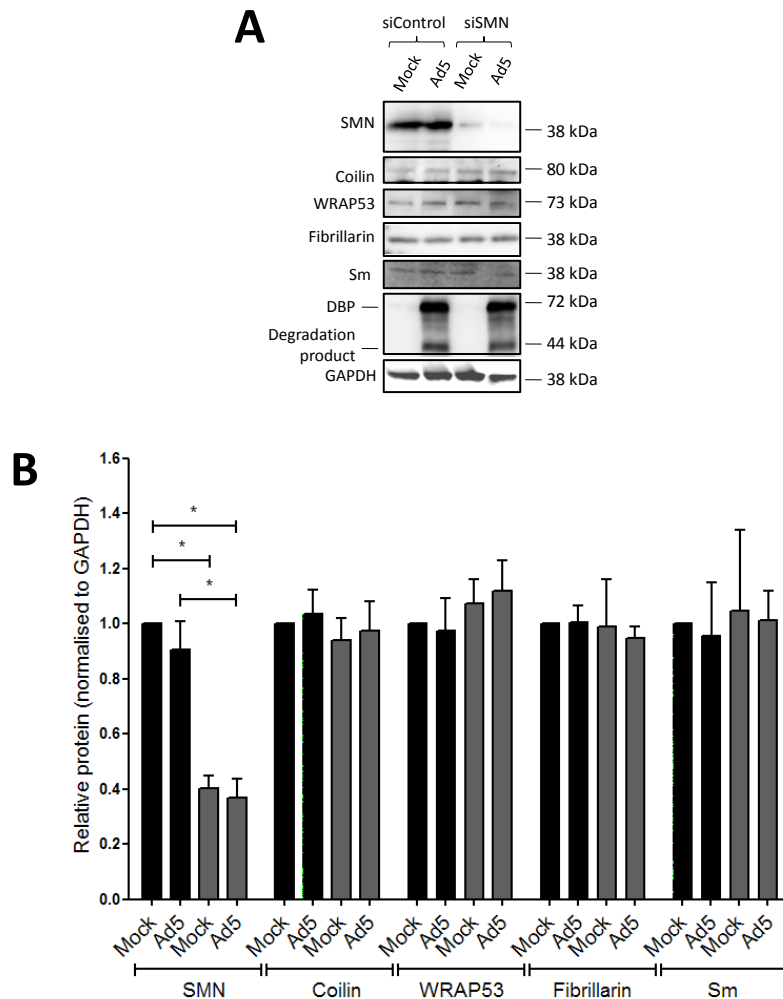 A
siControl siSMN
Mock Ad5 Mock Ad5
SMN 38 kDa
Coilin 80 kDa
WRAP53 73 kDa
Fibrillarin 38 kDa
Sm 38 kDa
DBP 72 kDa
Degradation product 44 kDa
GAPDH 38 kDa
B
Relative protein (normalised to GAPDH)
1.6
1.4
1.2
1.0
0.8
0.6
0.4
0.2
0.0
*
*
*
Mock Ad5 Mock Ad5 Mock Ad5 Mock Ad5 Mock Ad5 Mock Ad5 Mock Ad5 Mock Ad5 Mock Ad5 Mock Ad5
SMN Coilin WRAP53 Fibrillarin Sm